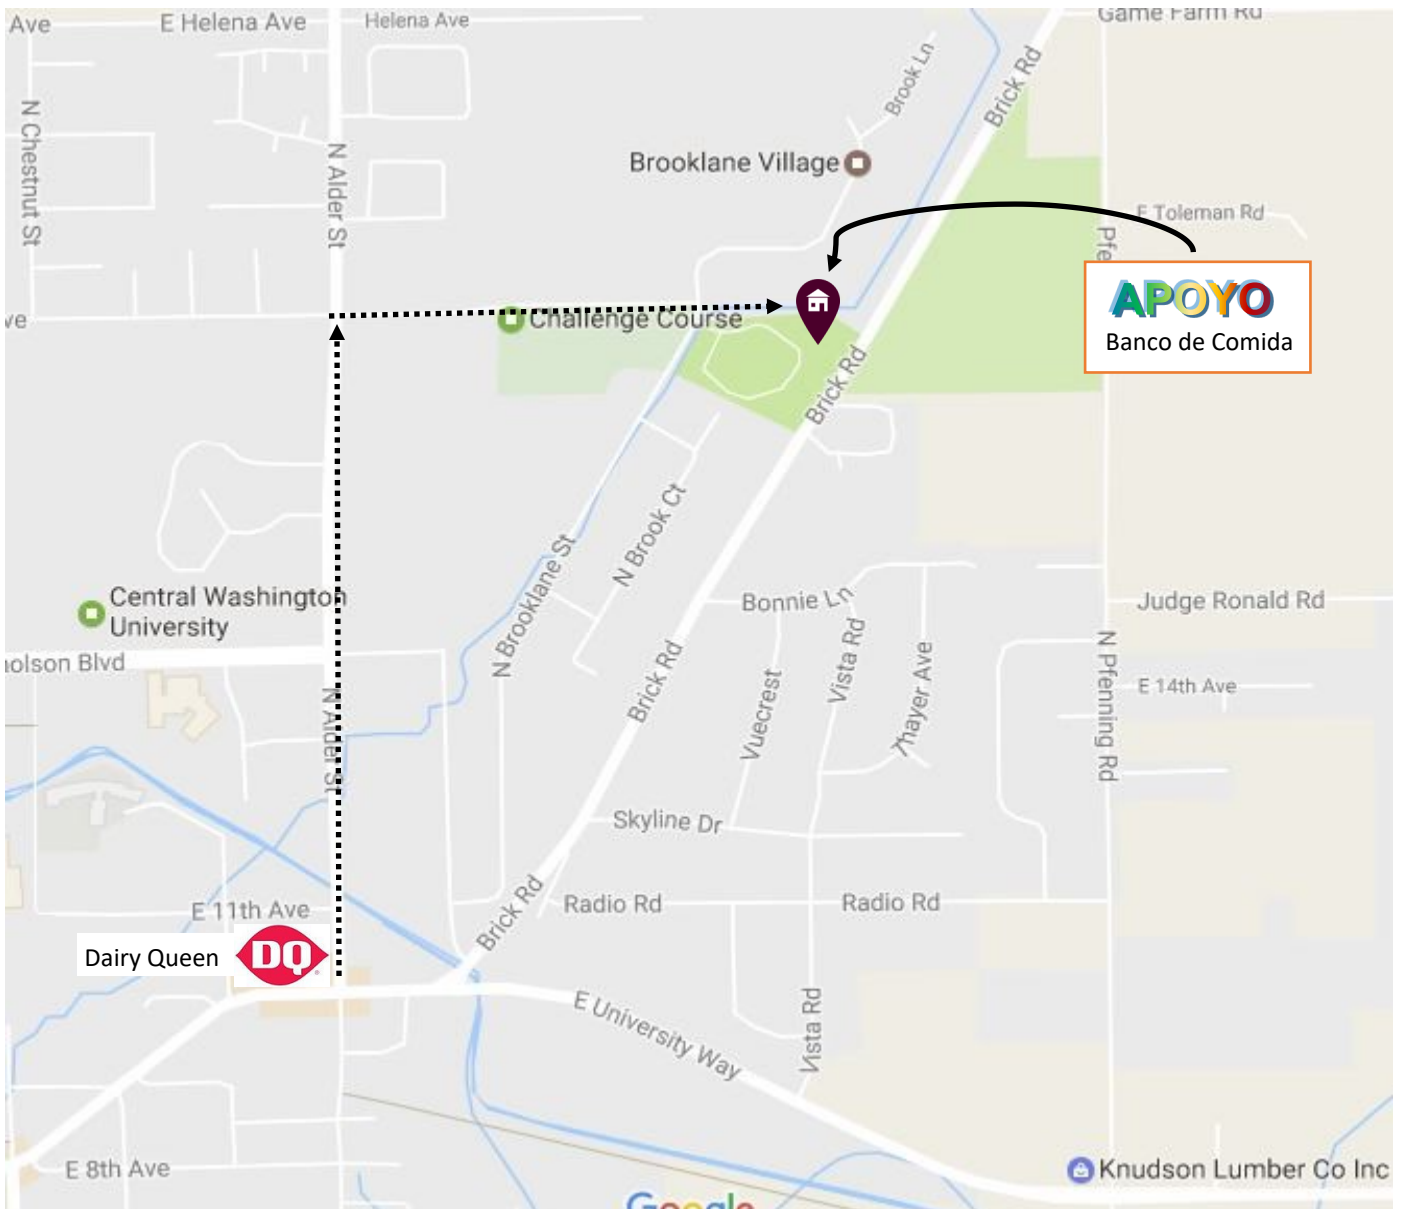 Ave
E Helena Ave
Helena Ave
Game Farm Rd
Brook Ln
Brick Rd
N Chestnut St
N Alder St
Brooklane Village
E Toleman Rd
Pfe
APOYO
Banco de Comida
ve
Challenge Course
Brick Rd
N Brook Ct
N Brooklane St
Central Washington
University
Bonnie Ln
Judge Ronald Rd
olson Blvd
Brick Rd
Vista Rd
Thayer Ave
N Pfenning Rd
E 14th Ave
Vuecrest
N Alder St
Skyline Dr
E 11th Ave
Brick Rd
Radio Rd
Radio Rd
Dairy Queen
DQ
E University Way
Vista Rd
E 8th Ave
Knudson Lumber Co Inc
Google